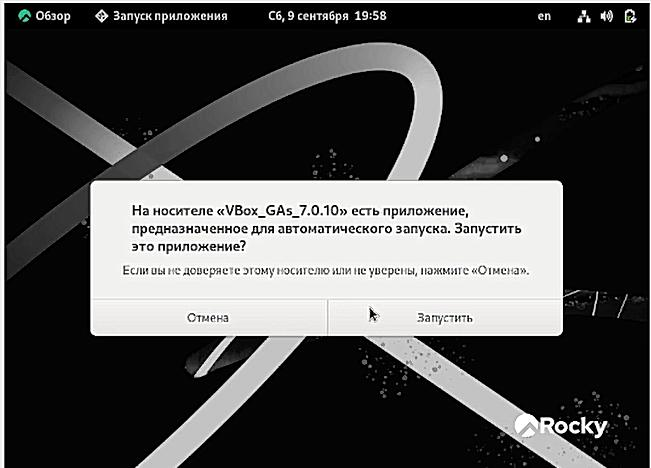 Обзор Запуск приложения Сб, 9 сентября 19:58 en
На носителе «VBox_GAs_7.0.10» есть приложение,
предназначенное для автоматического запуска. Запустить
это приложение?
Если вы не доверяете этому носителю или не уверены, нажмите «Отмена».
Отмена Запустить
Rocky